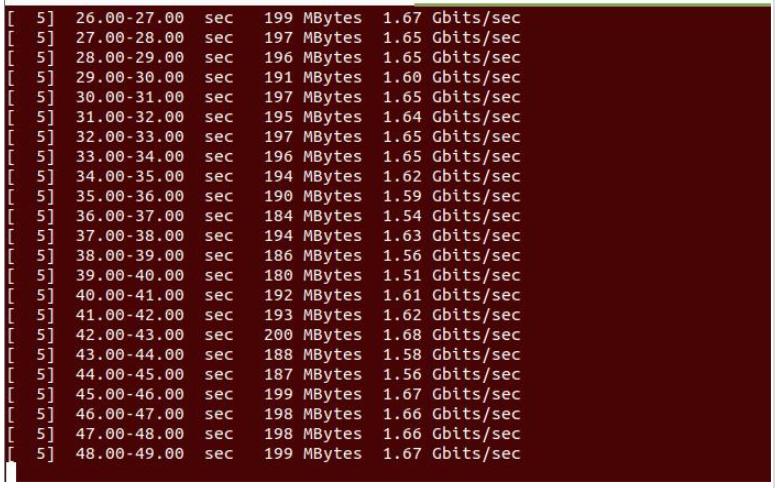 [  5]  26.00-27.00  sec   199 MBytes  1.67 Gbits/sec
[  5]  27.00-28.00  sec   197 MBytes  1.65 Gbits/sec
[  5]  28.00-29.00  sec   196 MBytes  1.65 Gbits/sec
[  5]  29.00-30.00  sec   191 MBytes  1.60 Gbits/sec
[  5]  30.00-31.00  sec   197 MBytes  1.65 Gbits/sec
[  5]  31.00-32.00  sec   195 MBytes  1.64 Gbits/sec
[  5]  32.00-33.00  sec   197 MBytes  1.65 Gbits/sec
[  5]  33.00-34.00  sec   196 MBytes  1.65 Gbits/sec
[  5]  34.00-35.00  sec   194 MBytes  1.62 Gbits/sec
[  5]  35.00-36.00  sec   190 MBytes  1.59 Gbits/sec
[  5]  36.00-37.00  sec   184 MBytes  1.54 Gbits/sec
[  5]  37.00-38.00  sec   194 MBytes  1.63 Gbits/sec
[  5]  38.00-39.00  sec   186 MBytes  1.56 Gbits/sec
[  5]  39.00-40.00  sec   180 MBytes  1.51 Gbits/sec
[  5]  40.00-41.00  sec   192 MBytes  1.61 Gbits/sec
[  5]  41.00-42.00  sec   193 MBytes  1.62 Gbits/sec
[  5]  42.00-43.00  sec   200 MBytes  1.68 Gbits/sec
[  5]  43.00-44.00  sec   188 MBytes  1.58 Gbits/sec
[  5]  44.00-45.00  sec   187 MBytes  1.56 Gbits/sec
[  5]  45.00-46.00  sec   199 MBytes  1.67 Gbits/sec
[  5]  46.00-47.00  sec   198 MBytes  1.66 Gbits/sec
[  5]  47.00-48.00  sec   198 MBytes  1.66 Gbits/sec
[  5]  48.00-49.00  sec   199 MBytes  1.67 Gbits/sec